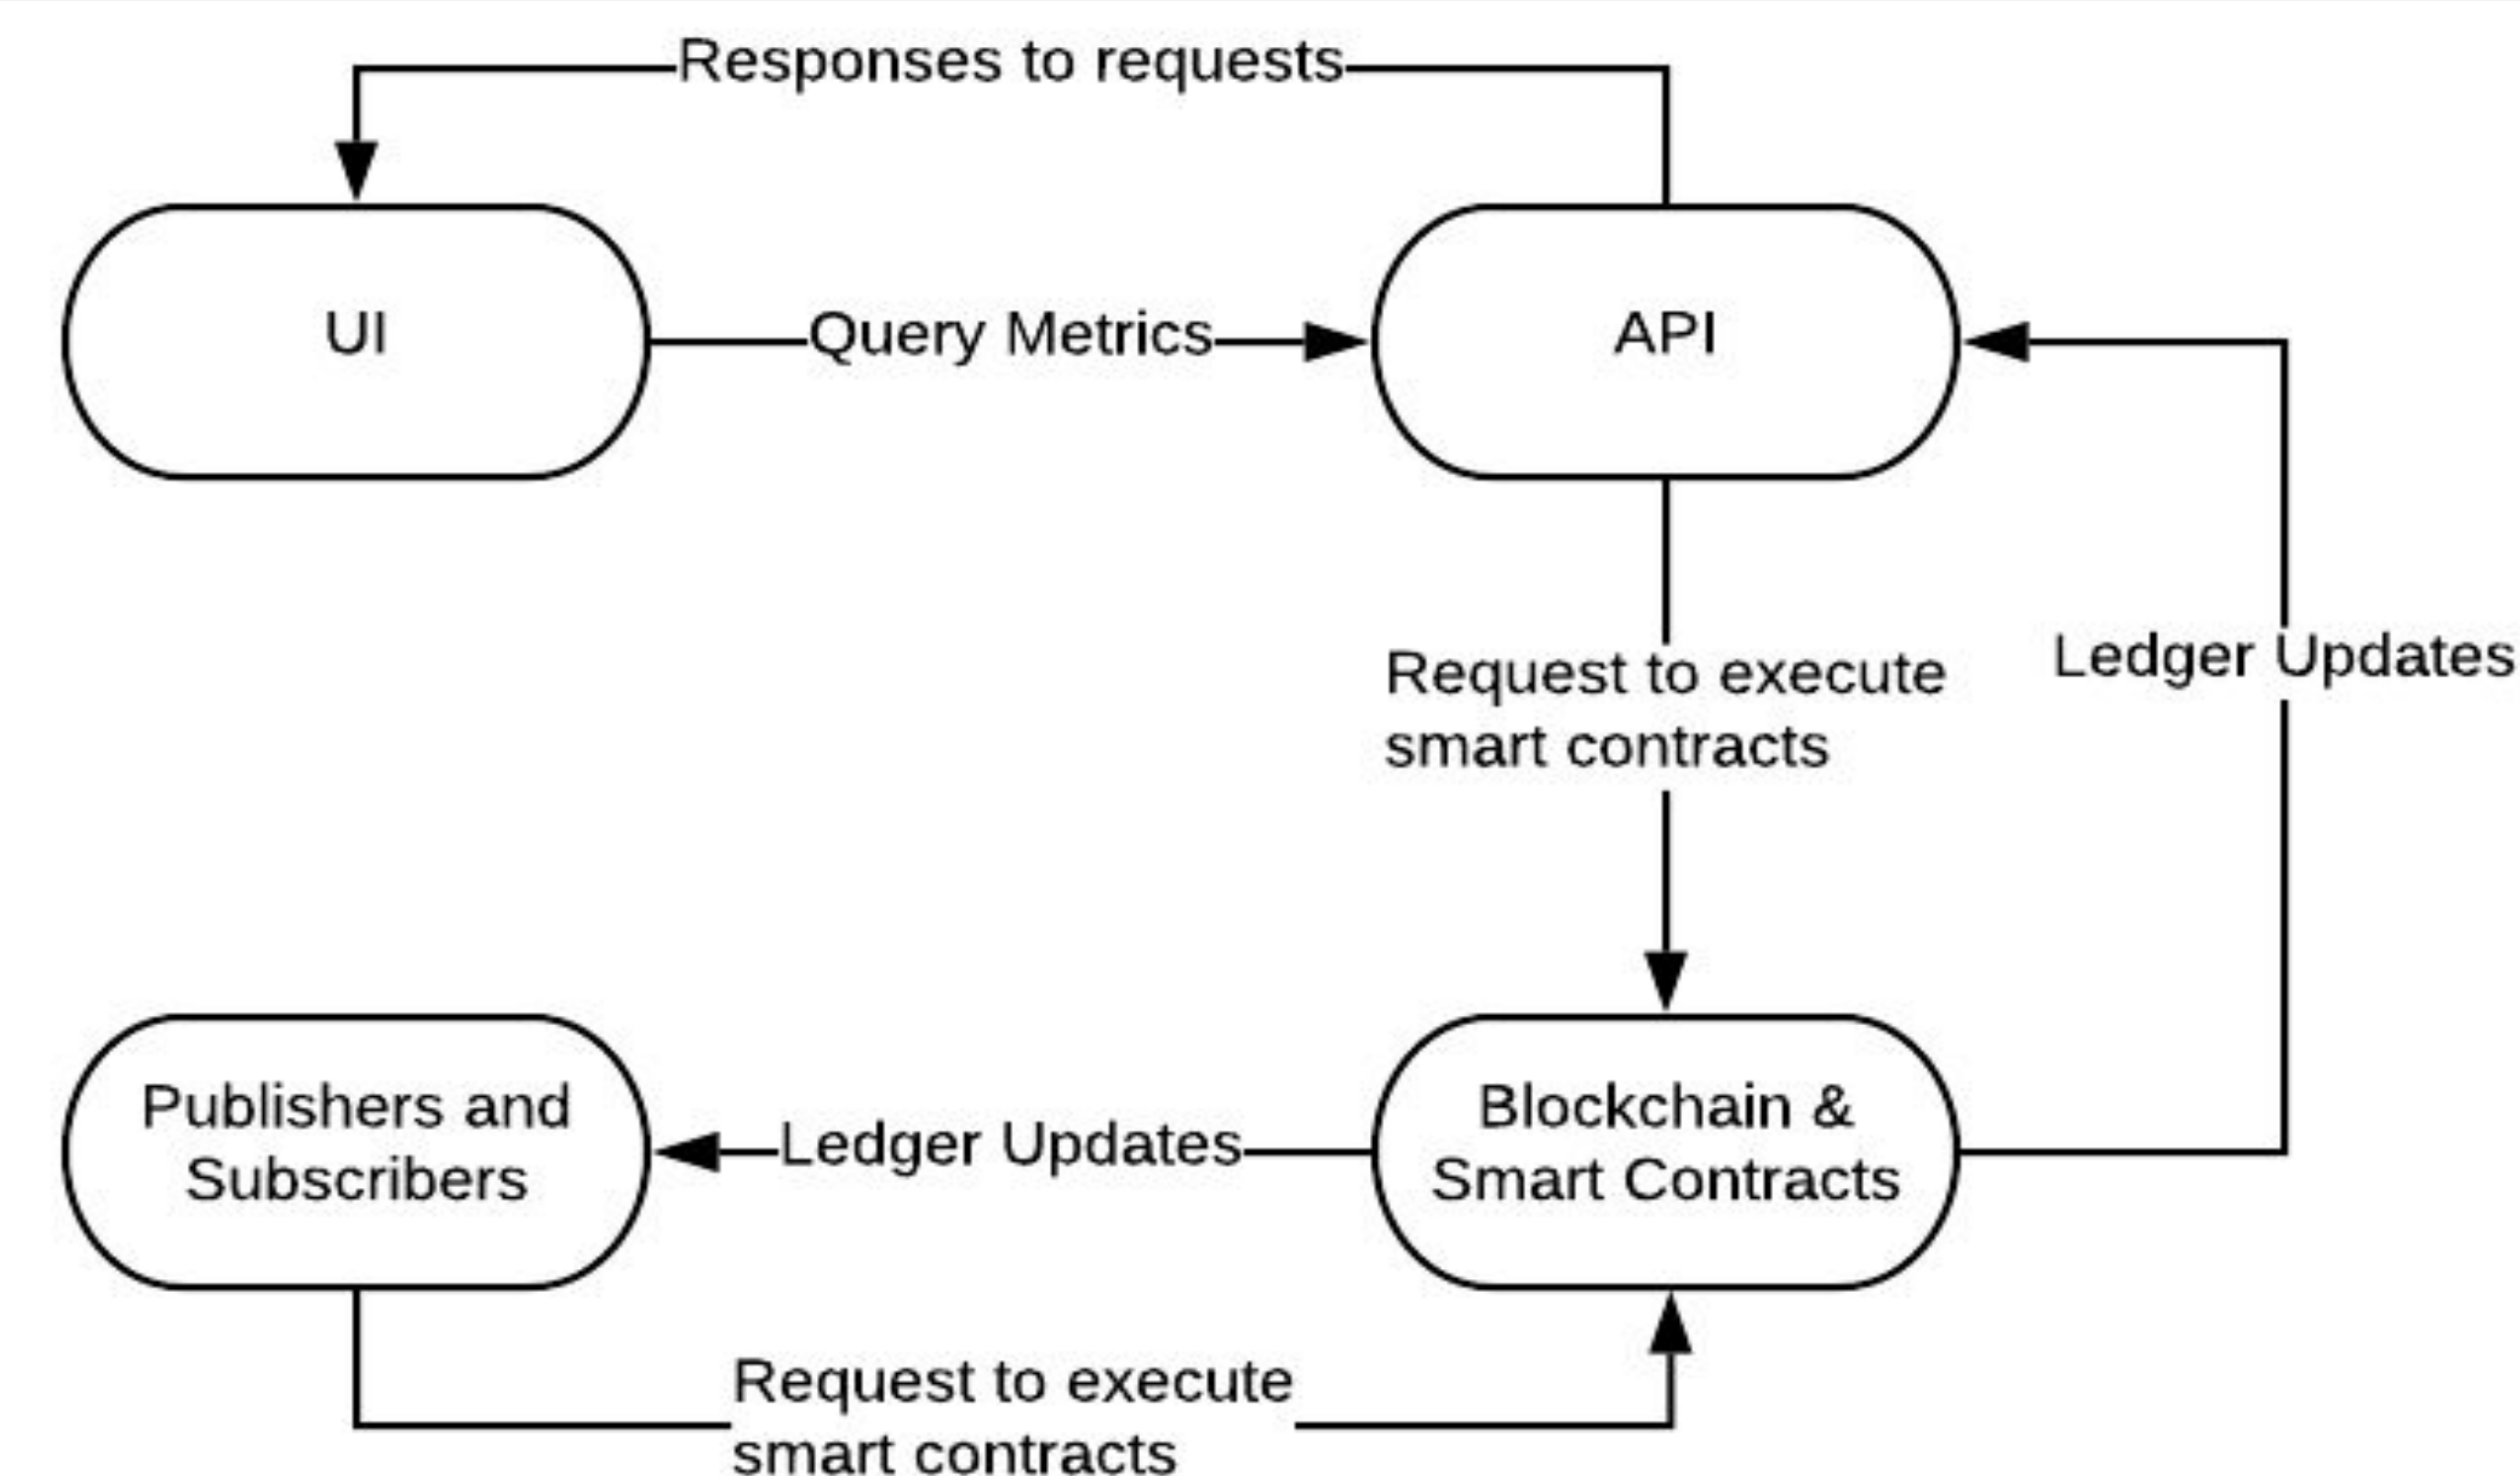 Responses to requests
UI
Query Metrics
API
Request to execute
smart contracts
Ledger Updates
Publishers and
Subscribers
Ledger Updates
Blockchain &
Smart Contracts
Request to execute
smart contracts